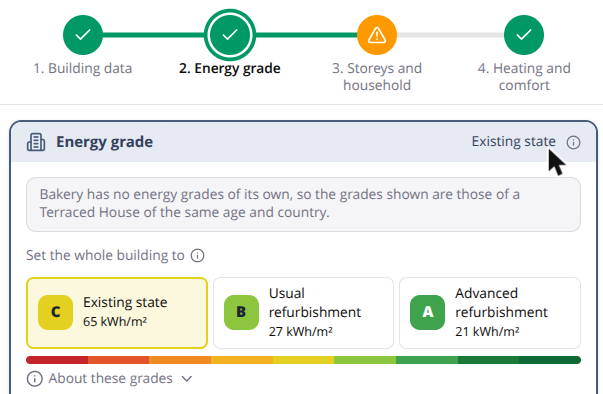 1. Building data
2. Energy grade
3. Storeys and
household
4. Heating and
comfort
Energy grade
Existing state
Bakery has no energy grades of its own, so the grades shown are those of a
Terraced House of the same age and country.
Set the whole building to
C
Existing state
65 kWh/m²
B
Usual
refurbishment
27 kWh/m²
A
Advanced
refurbishment
21 kWh/m²
About these grades